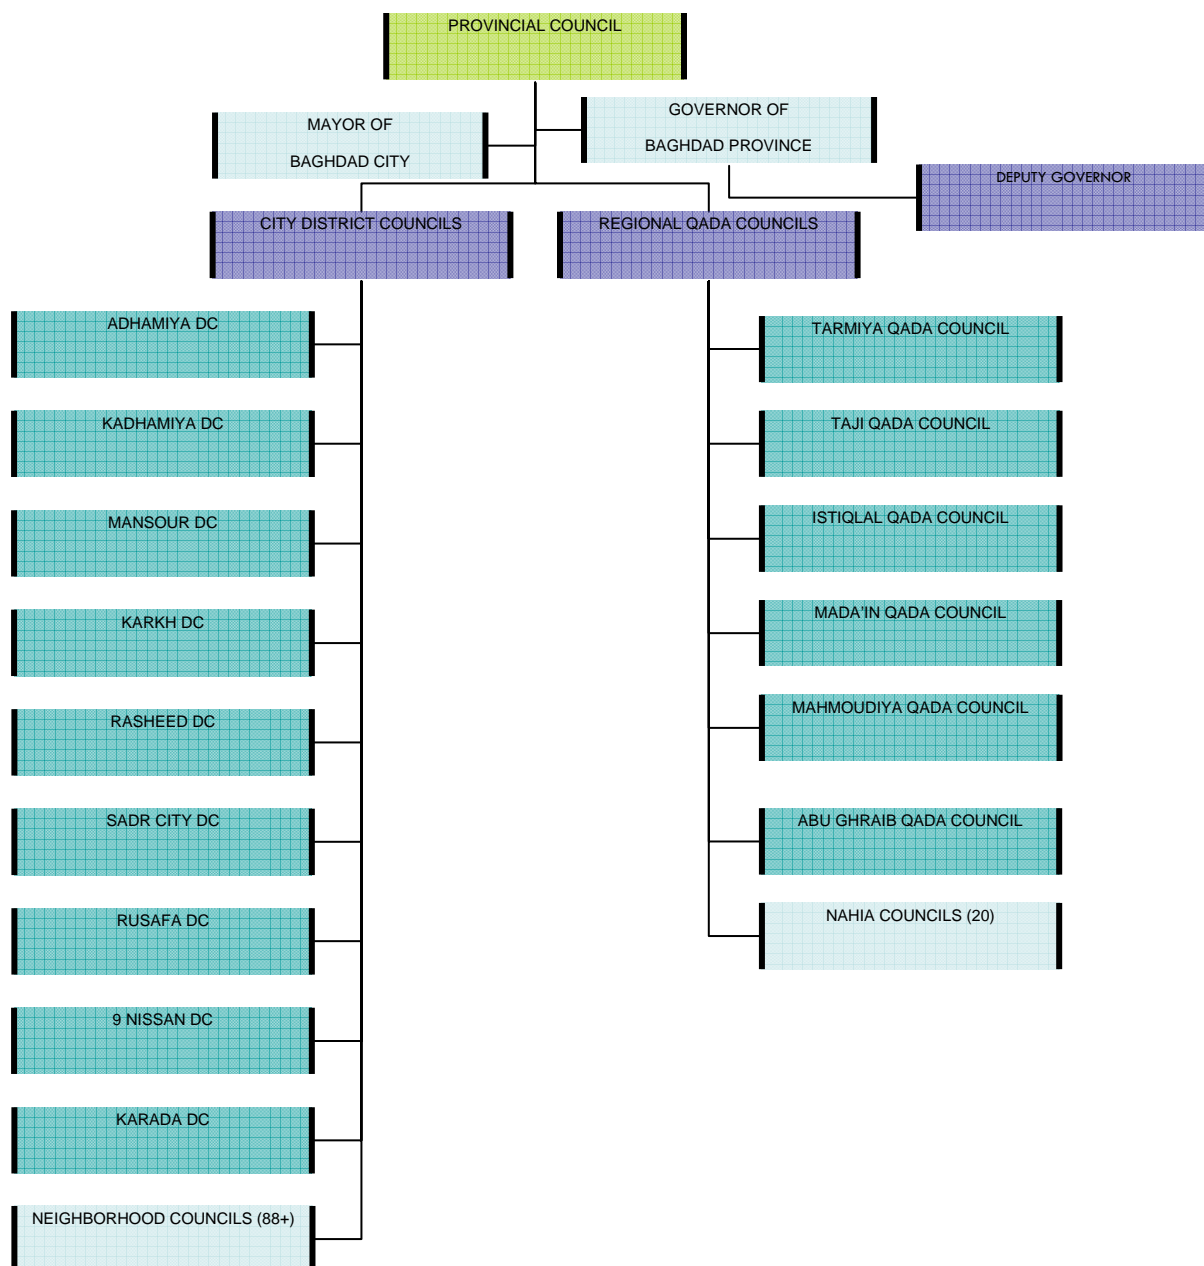 PROVINCIAL COUNCIL
MAYOR OF
BAGHDAD CITY
GOVERNOR OF
BAGHDAD PROVINCE
DEPUTY GOVERNOR
CITY DISTRICT COUNCILS
REGIONAL QADA COUNCILS
ADHAMIYA DC
KADHAMIYA DC
MANSOUR DC
KARKH DC
RASHEED DC
SADR CITY DC
RUSAFA DC
9 NISSAN DC
KARADA DC
NEIGHBORHOOD COUNCILS (88+)
TARMIYA QADA COUNCIL
TAJI QADA COUNCIL
ISTIQLAL QADA COUNCIL
MADA'IN QADA COUNCIL
MAHMOUDIYA QADA COUNCIL
ABU GHRAIB QADA COUNCIL
NAHIA COUNCILS (20)